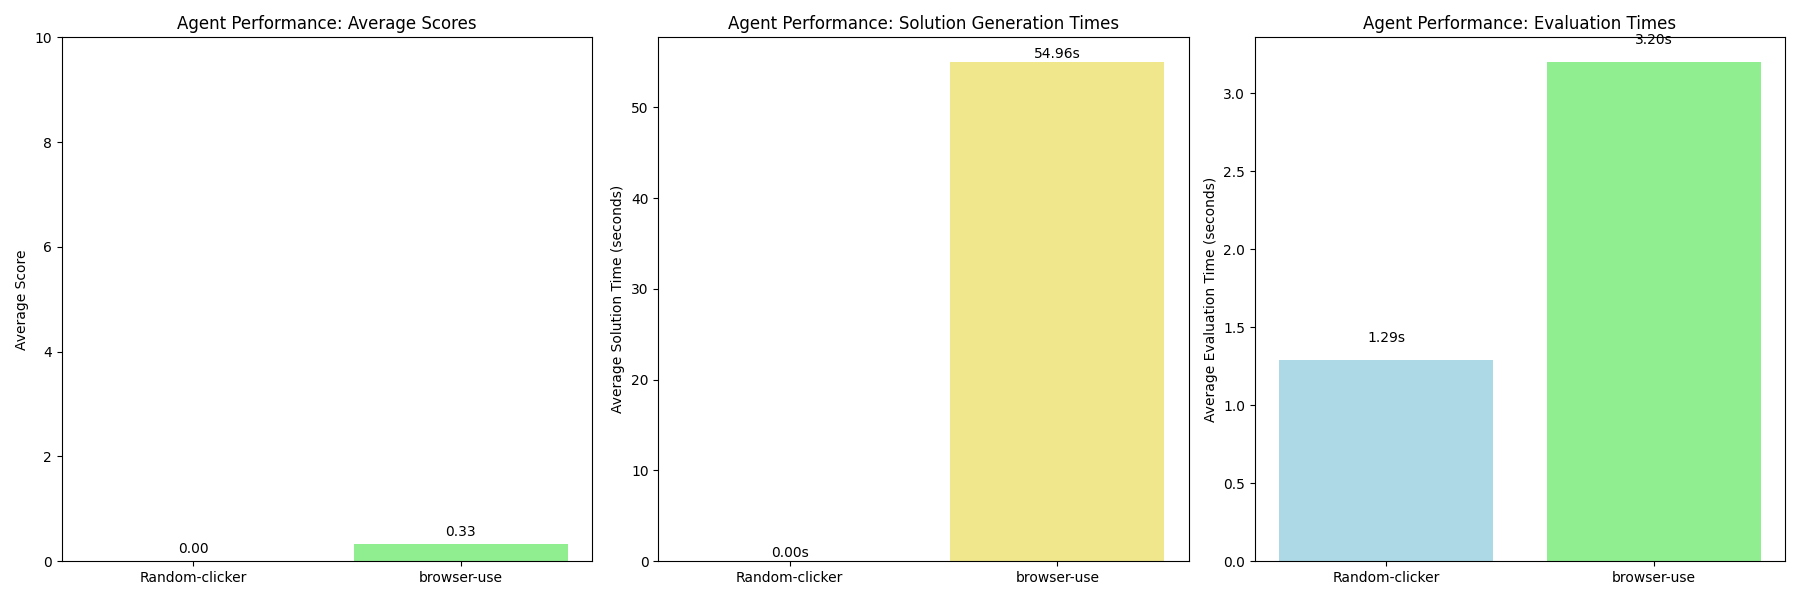 Agent Performance: Average Scores
Average Score
10
8
6
4
2
0
0.00
0.33
Random-clicker
browser-use
Agent Performance: Solution Generation Times
Average Solution Time (seconds)
50
40
30
20
10
0
0.00s
54.96s
Random-clicker
browser-use
Agent Performance: Evaluation Times
Average Evaluation Time (seconds)
3.0
2.5
2.0
1.5
1.0
0.5
0.0
1.29s
3.20s
Random-clicker
browser-use